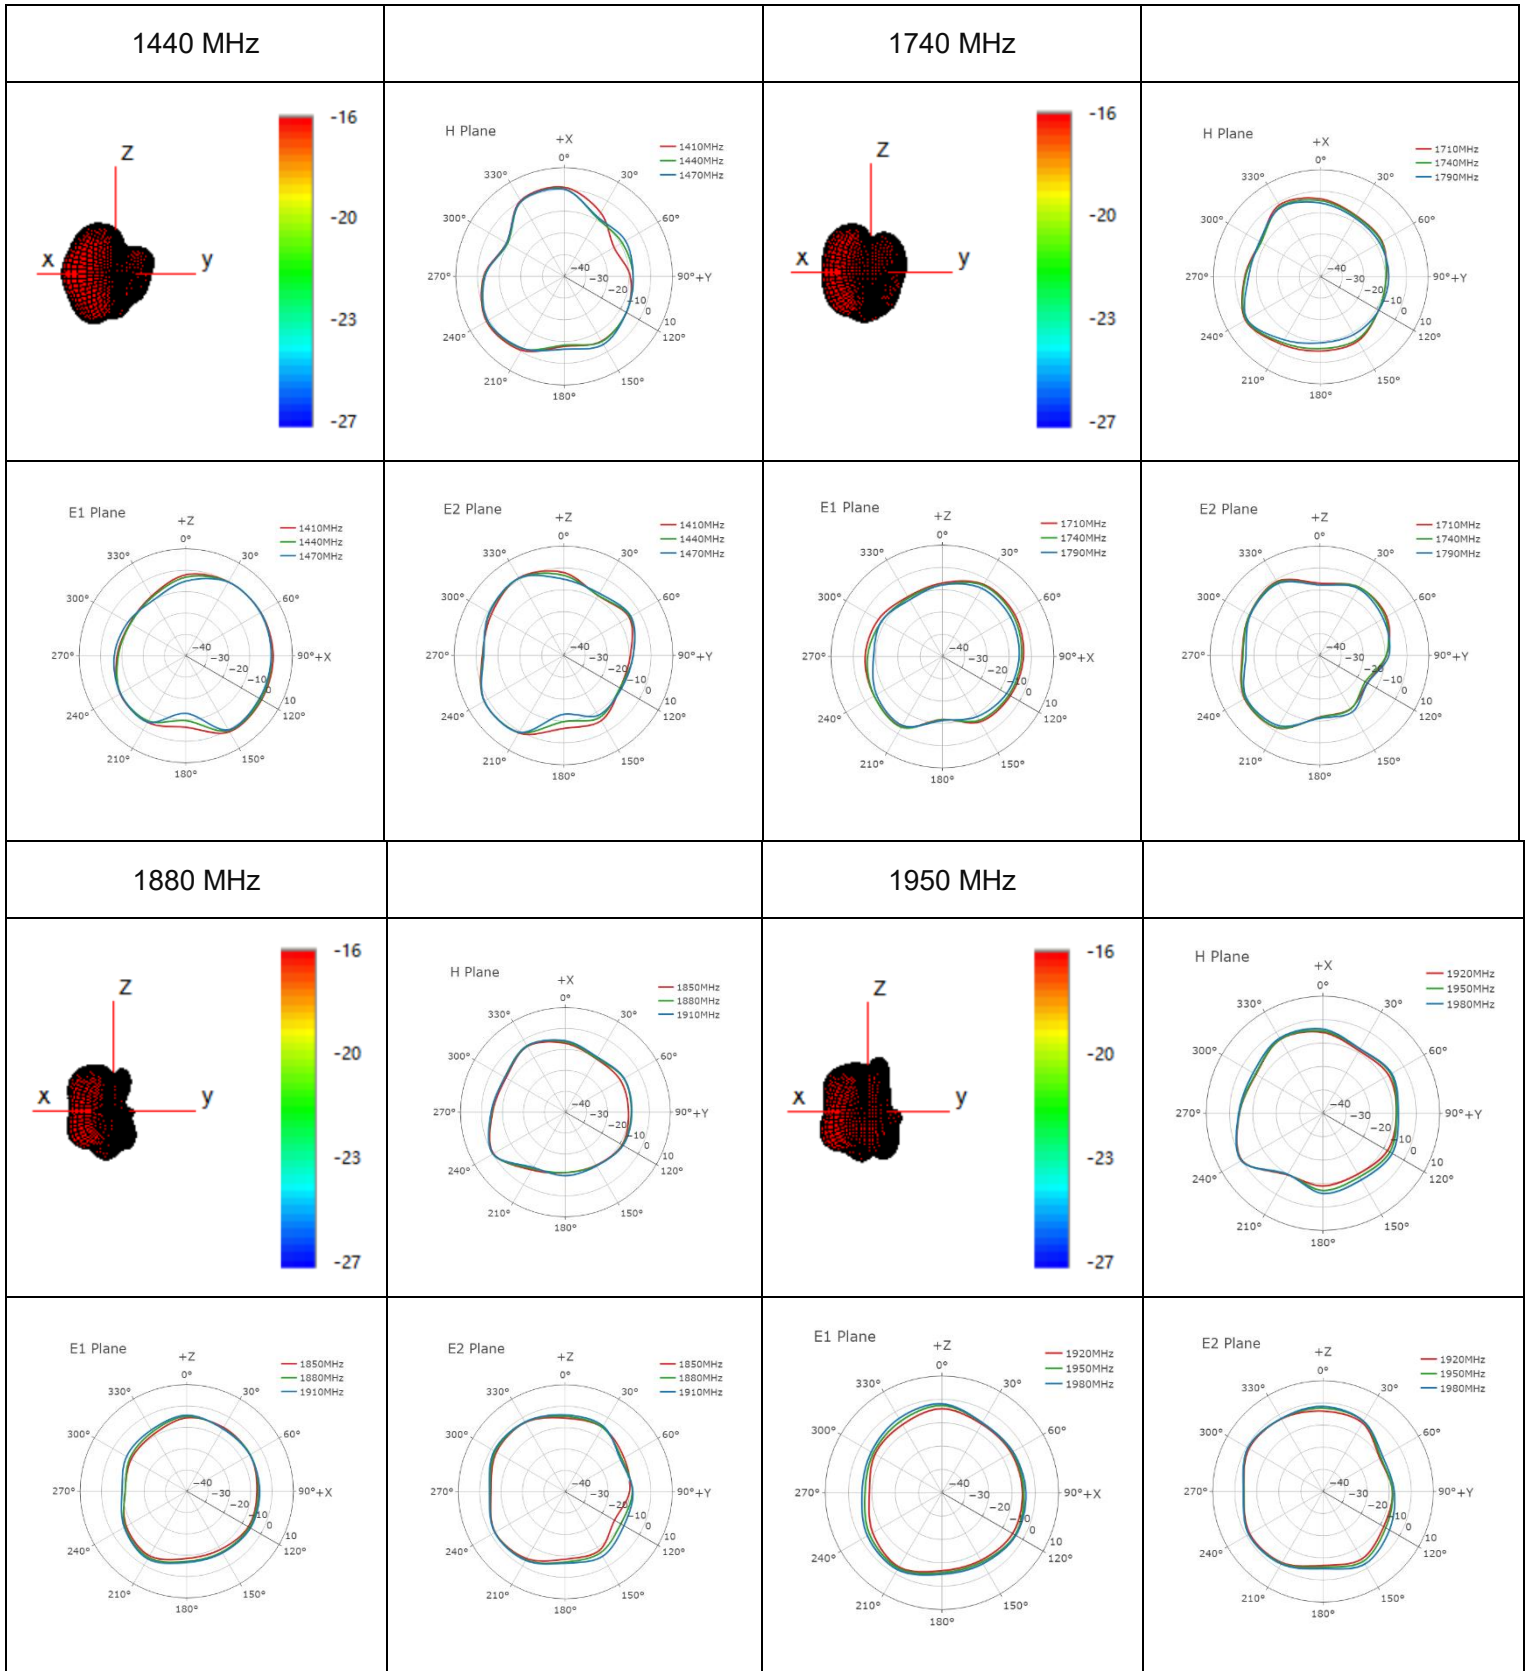 1440 MHz
1740 MHz
-16
-20
-23
-27
Z
x
y
H Plane
+X
0°
30°
60°
90°+Y
120°
150°
180°
210°
240°
270°
300°
330°
−40
−30
−20
−10
0
10
1410MHz
1440MHz
1470MHz
-16
-20
-23
-27
Z
x
y
H Plane
+X
0°
30°
60°
90°+Y
120°
150°
180°
210°
240°
270°
300°
330°
−40
−30
−20
−10
0
10
1710MHz
1740MHz
1790MHz
E1 Plane
+Z
0°
30°
60°
90°+X
120°
150°
180°
210°
240°
270°
300°
330°
−40
−30
−20
−10
0
10
1410MHz
1440MHz
1470MHz
E2 Plane
+Z
0°
30°
60°
90°+Y
120°
150°
180°
210°
240°
270°
300°
330°
−40
−30
−20
−10
0
10
1410MHz
1440MHz
1470MHz
E1 Plane
+Z
0°
30°
60°
90°+X
120°
150°
180°
210°
240°
270°
300°
330°
−40
−30
−20
−10
0
10
1710MHz
1740MHz
1790MHz
E2 Plane
+Z
0°
30°
60°
90°+Y
120°
150°
180°
210°
240°
270°
300°
330°
−40
−30
−20
−10
0
10
1710MHz
1740MHz
1790MHz
1880 MHz
1950 MHz
-16
-20
-23
-27
Z
x
y
H Plane
+X
0°
30°
60°
90°+Y
120°
150°
180°
210°
240°
270°
300°
330°
−40
−30
−20
−10
0
10
1850MHz
1880MHz
1910MHz
-16
-20
-23
-27
Z
x
y
H Plane
+X
0°
30°
60°
90°+Y
120°
150°
180°
210°
240°
270°
300°
330°
−40
−30
−20
−10
0
10
1920MHz
1950MHz
1980MHz
E1 Plane
+Z
0°
30°
60°
90°+X
120°
150°
180°
210°
240°
270°
300°
330°
−40
−30
−20
−10
0
10
1850MHz
1880MHz
1910MHz
E2 Plane
+Z
0°
30°
60°
90°+Y
120°
150°
180°
210°
240°
270°
300°
330°
−40
−30
−20
−10
0
10
1850MHz
1880MHz
1910MHz
E1 Plane
+Z
0°
30°
60°
90°+X
120°
150°
180°
210°
240°
270°
300°
330°
−40
−30
−20
−10
0
10
1920MHz
1950MHz
1980MHz
E2 Plane
+Z
0°
30°
60°
90°+Y
120°
150°
180°
210°
240°
270°
300°
330°
−40
−30
−20
−10
0
10
1920MHz
1950MHz
1980MHz